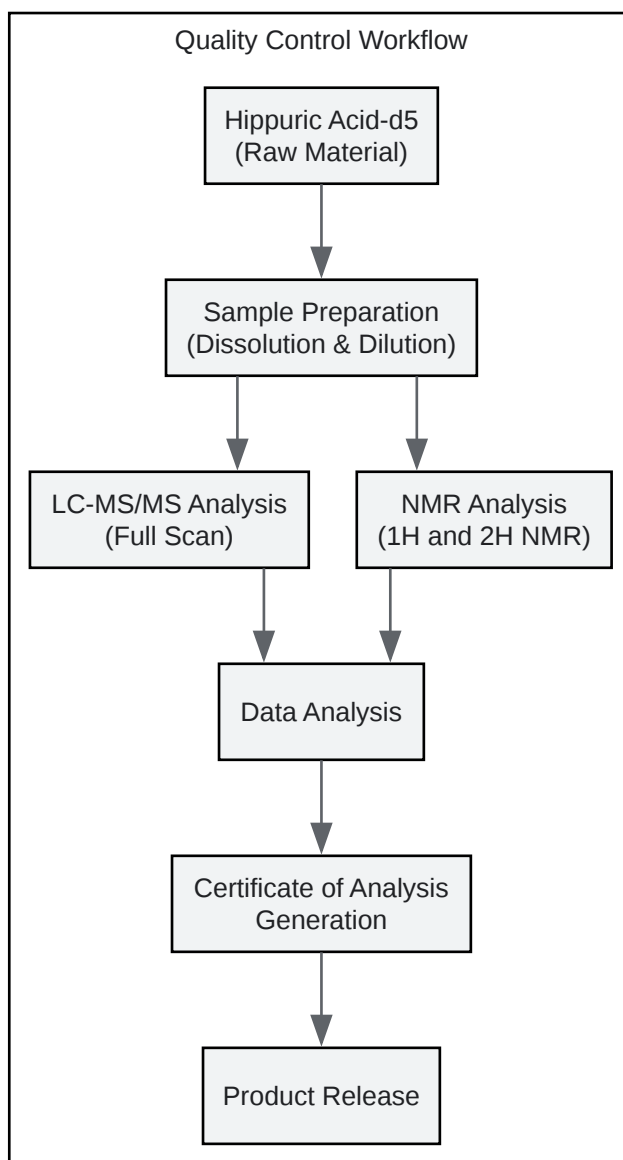 Quality Control Workflow
Hippuric Acid-d5
(Raw Material)
Sample Preparation
(Dissolution & Dilution)
LC-MS/MS Analysis
(Full Scan)
NMR Analysis
(1H and 2H NMR)
Data Analysis
Certificate of Analysis
Generation
Product Release